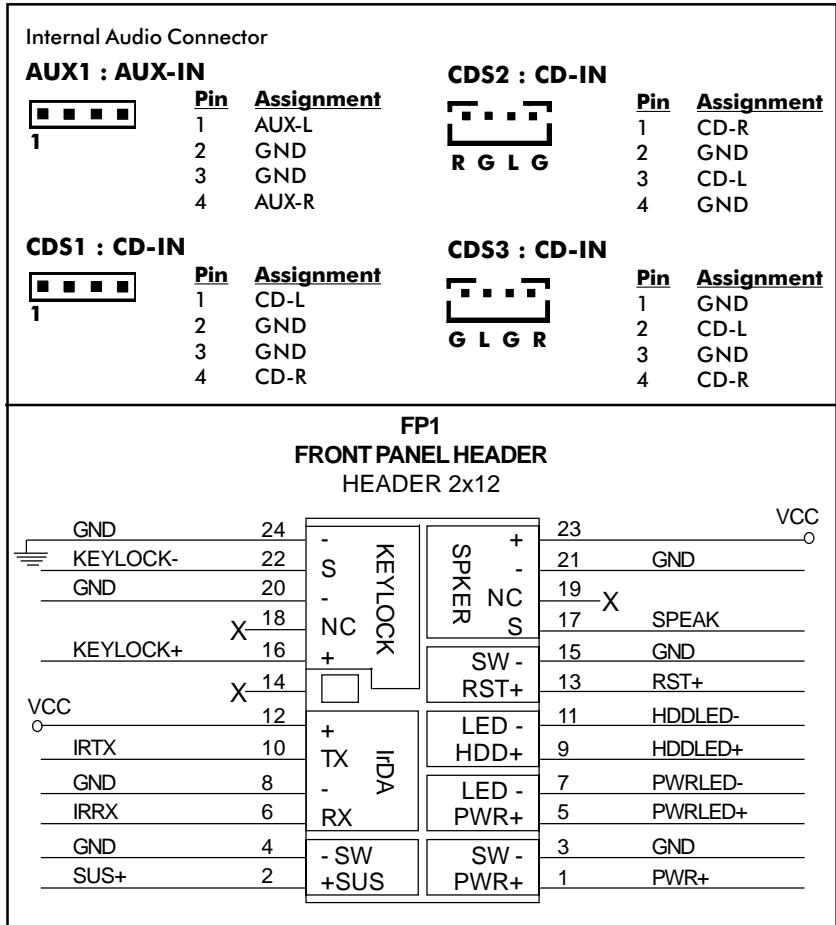 Internal Audio Connector
AUX1 : AUX-IN
Pin Assignment
1 AUX-L
2 GND
3 GND
4 AUX-R
1
CDS2 : CD-IN
Pin Assignment
1 CD-R
2 GND
3 CD-L
4 GND
R G L G
CDS1 : CD-IN
Pin Assignment
1 CD-L
2 GND
3 GND
4 CD-R
1
CDS3 : CD-IN
Pin Assignment
1 GND
2 CD-L
3 GND
4 CD-R
G L G R
FP1
FRONT PANEL HEADER
HEADER 2x12
GND 24 -
KEYLOCK- 22 S
GND 20 -
X 18 NC
KEYLOCK+ 16 +
KEYLOCK
X 14
VCC
12 +
IRTX 10 TX
GND 8 -
IRRX 6 RX
IrDA
GND 4 - SW
SUS+ 2 +SUS
VCC
+ 23
- 21 GND
NC 19 X
S 17 SPEAK
SPKER
SW - 15 GND
RST+ 13 RST+
LED - 11 HDDLED-
HDD+ 9 HDDLED+
LED - 7 PWRLED-
PWR+ 5 PWRLED+
SW - 3 GND
PWR+ 1 PWR+